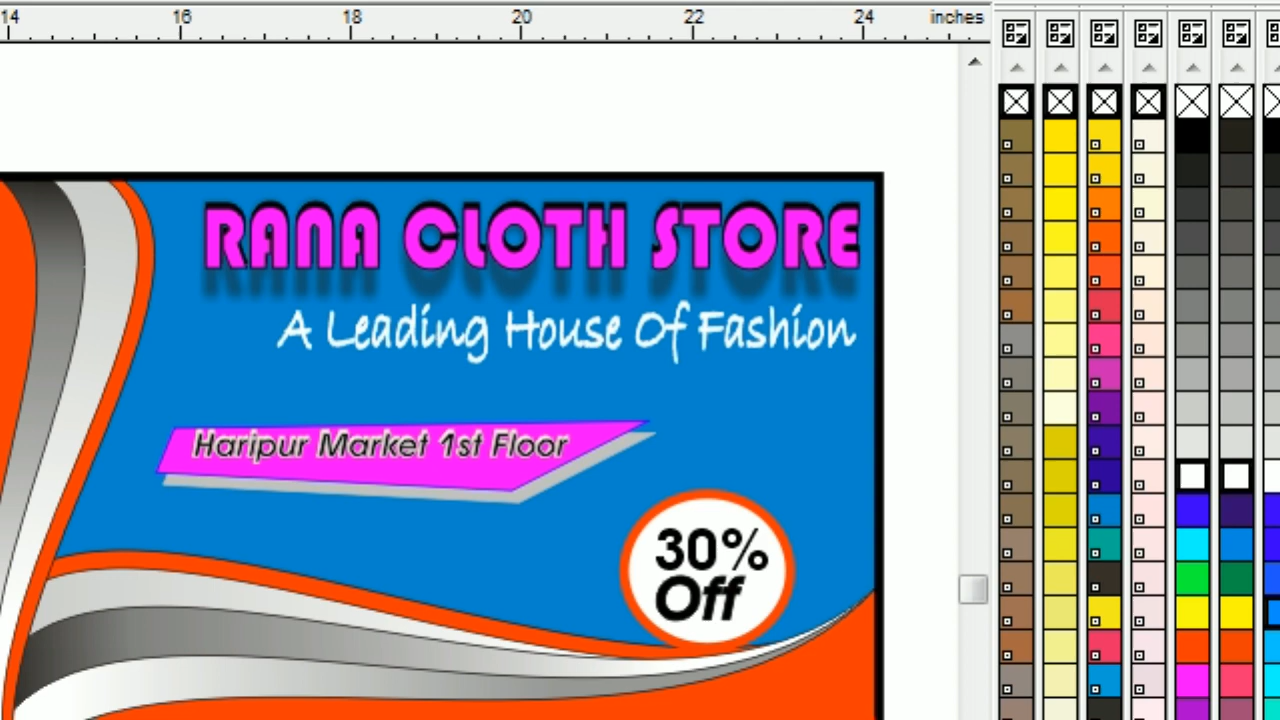 14 16 18 20 22 24 inches
RANA CLOTH STORE
A Leading House Of Fashion
Haripur Market 1st Floor
30%
Off